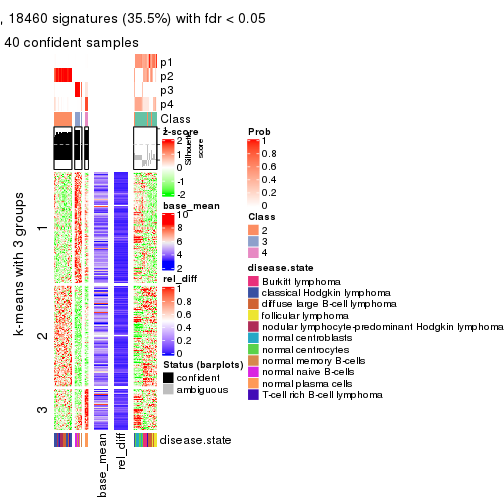 , 18460 signatures (35.5%) with fdr < 0.05
40 confident samples
p1
p2
p3
p4
Class
Silhouette
score
k-means with 3 groups
1
2
3
base_mean
rel_diff
disease.state
z-score
2
1
0
-1
-2
base_mean
10
8
6
4
2
rel_diff
1
0.8
0.6
0.4
0.2
0
Status (barplots)
confident
ambiguous
Prob
1
0.8
0.6
0.4
0.2
0
Class
2
3
4
disease.state
Burkitt lymphoma
classical Hodgkin lymphoma
diffuse large B-cell lymphoma
follicular lymphoma
nodular lymphocyte-predominant Hodgkin lymphoma
normal centroblasts
normal centrocytes
normal memory B-cells
normal naive B-cells
normal plasma cells
T-cell rich B-cell lymphoma